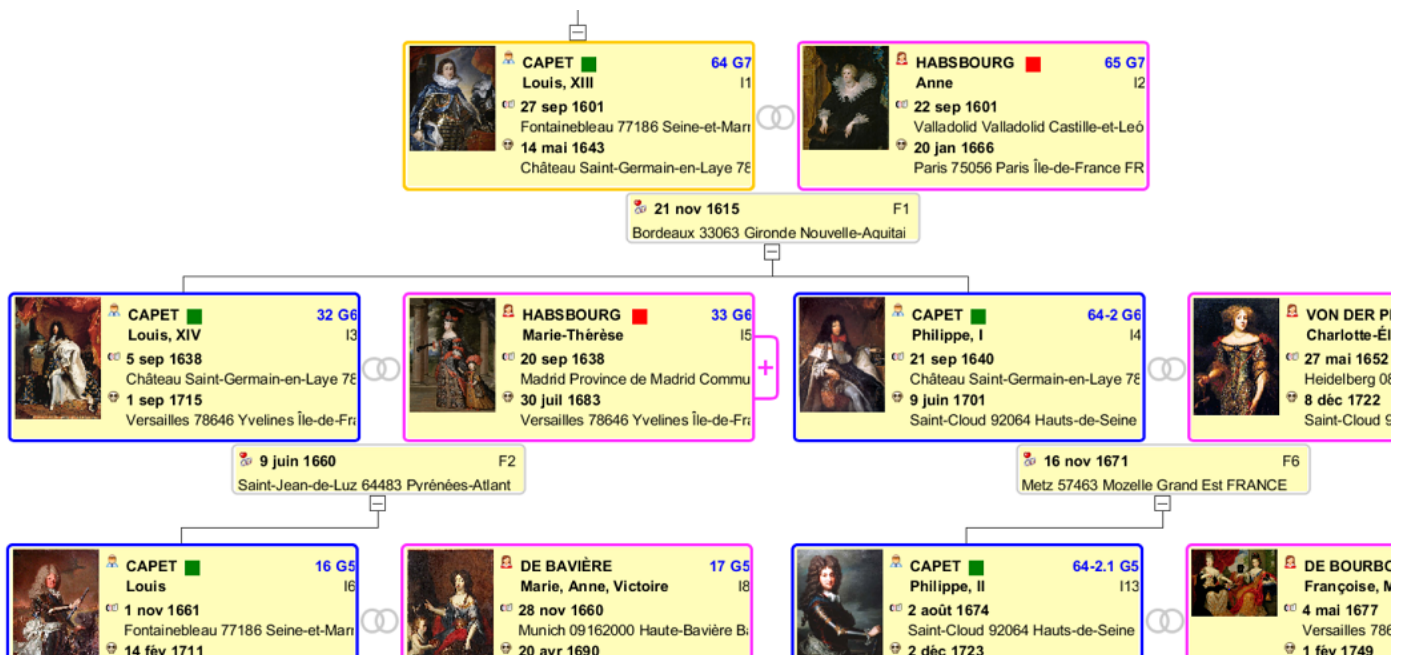 CAPET 64 G7
Louis, XIII I1
27 sep 1601
Fontainebleau 77186 Seine-et-Marn
14 mai 1643
Château Saint-Germain-en-Laye 78
HABSBOURG 65 G7
Anne I2
22 sep 1601
Valladolid Valladolid Castille-et-Leó
20 jan 1666
Paris 75056 Paris Île-de-France FR
21 nov 1615 F1
Bordeaux 33063 Gironde Nouvelle-Aquitai
CAPET 32 G6
Louis, XIV I3
5 sep 1638
Château Saint-Germain-en-Laye 78
1 sep 1715
Versailles 78646 Yvelines Île-de-Fra
HABSBOURG 33 G6
Marie-Thérèse I5
20 sep 1638
Madrid Province de Madrid Commu
30 juil 1683
Versailles 78646 Yvelines Île-de-Fra
CAPET 64-2 G6
Philippe, I I4
21 sep 1640
Château Saint-Germain-en-Laye 78
9 juin 1701
Saint-Cloud 92064 Hauts-de-Seine
VON DER P
Charlotte-Él
27 mai 1652
Heidelberg 08
8 déc 1722
Saint-Cloud 9
9 juin 1660 F2
Saint-Jean-de-Luz 64483 Pyrénées-Atlant
16 nov 1671 F6
Metz 57463 Mozelle Grand Est FRANCE
CAPET 16 G5
Louis I6
1 nov 1661
Fontainebleau 77186 Seine-et-Marn
14 fév 1711
DE BAVIÈRE 17 G5
Marie, Anne, Victoire I8
28 nov 1660
Munich 09162000 Haute-Bavière Ba
20 avr 1690
CAPET 64-2.1 G5
Philippe, II I13
2 août 1674
Saint-Cloud 92064 Hauts-de-Seine
2 déc 1723
DE BOURBO
Françoise, M
4 mai 1677
Versailles 786
1 fév 1749